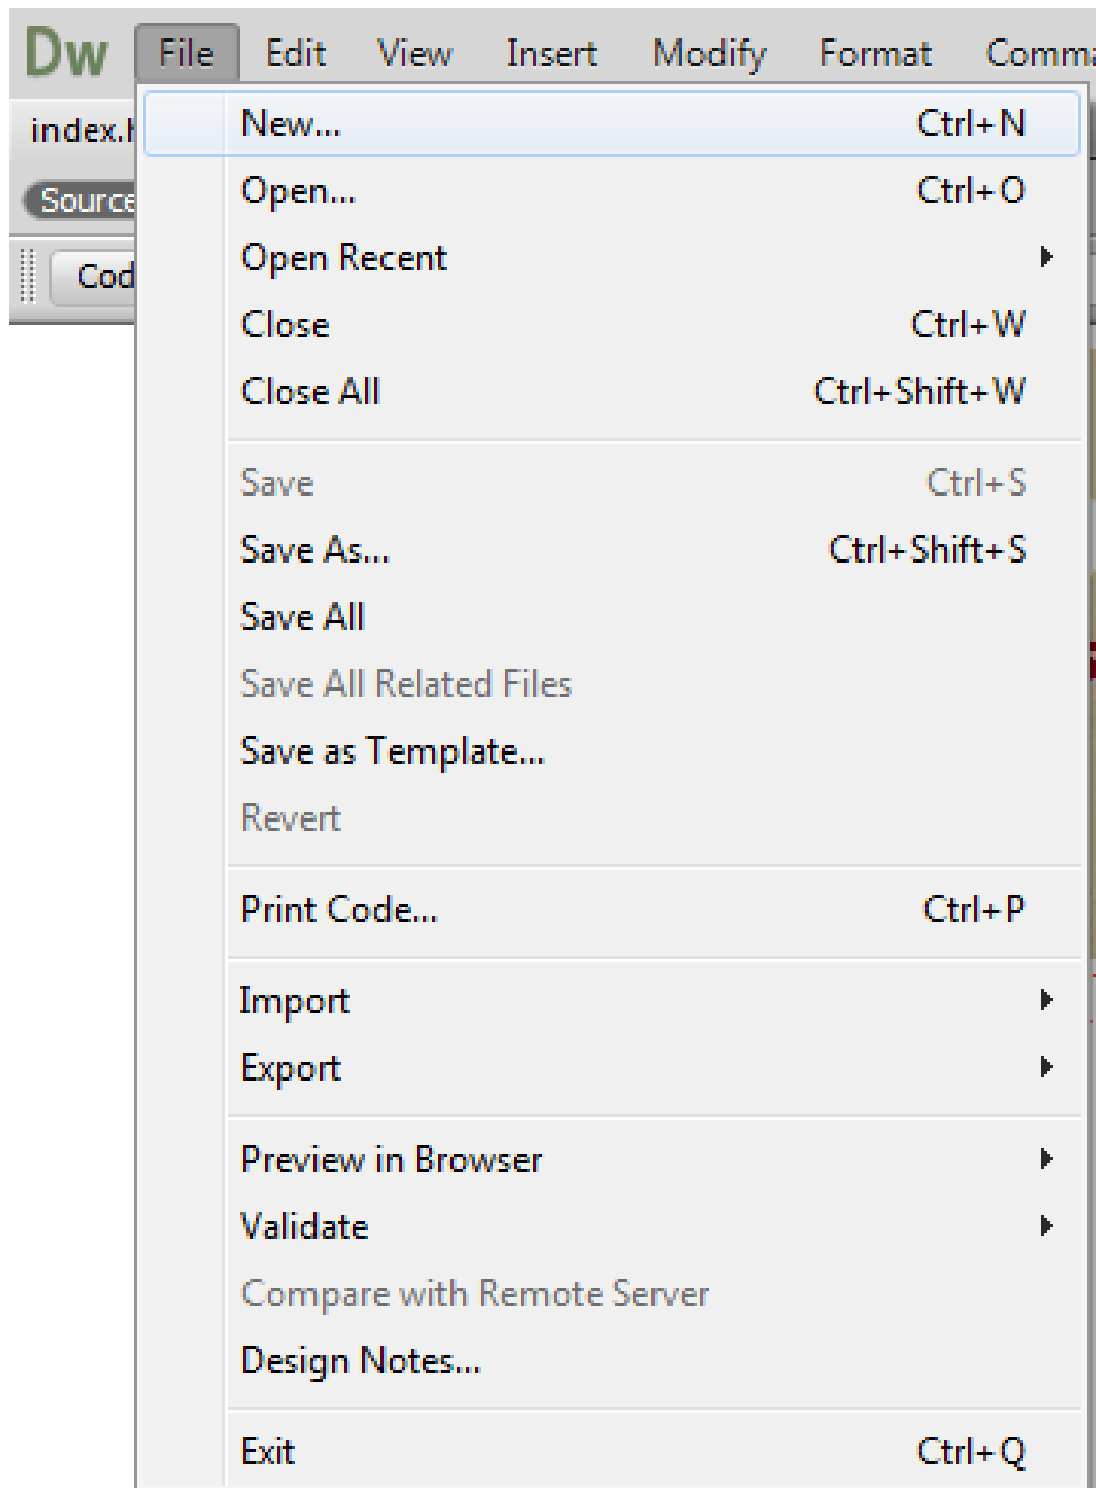 Dw File Edit View Insert Modify Format
index.
New... Ctrl+N
Source
Open... Ctrl+O
Open Recent
Close Ctrl+W
Close All Ctrl+Shift+W
Save Ctrl+S
Save As... Ctrl+Shift+S
Save All
Save All Related Files
Save as Template...
Revert
Print Code... Ctrl+P
Import
Export
Preview in Browser
Validate
Compare with Remote Server
Design Notes...
Exit Ctrl+Q